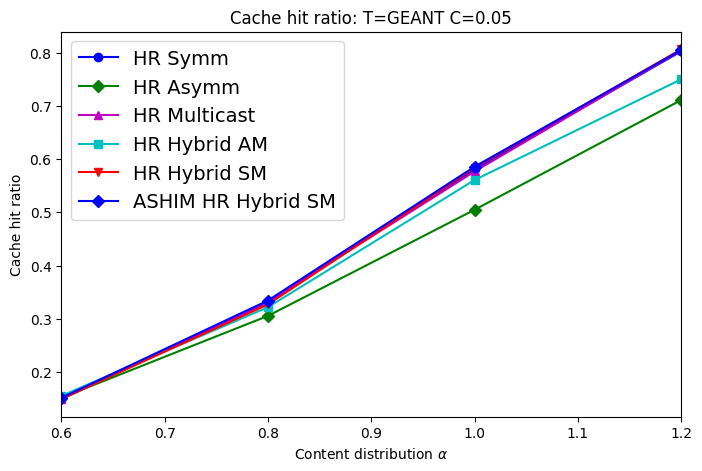 Cache hit ratio: T=GEANT C=0.05
HR Symm
HR Asymm
HR Multicast
HR Hybrid AM
HR Hybrid SM
ASHIM HR Hybrid SM
Cache hit ratio
0.8
0.7
0.6
0.5
0.4
0.3
0.2
0.6 0.7 0.8 0.9 1.0 1.1 1.2
Content distribution α